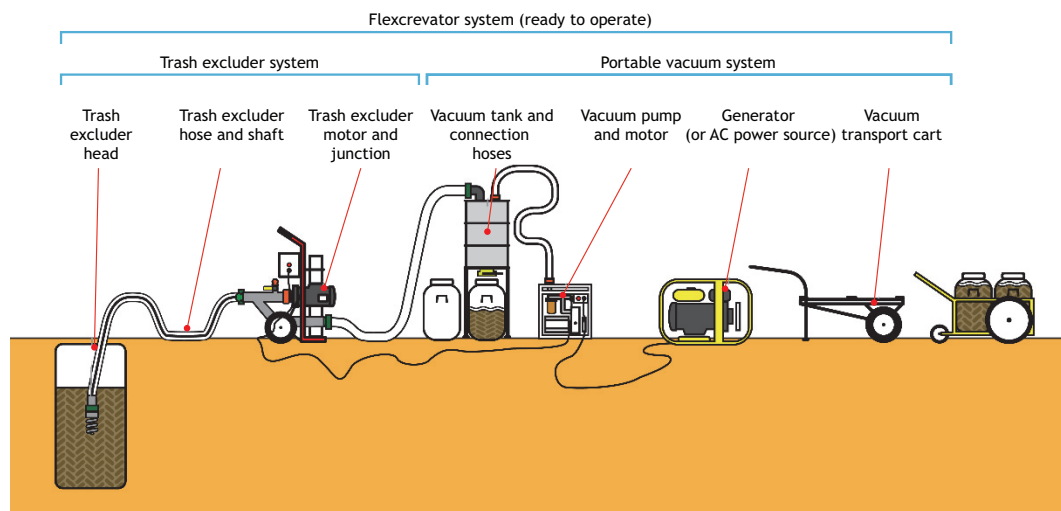 Flexcrevator system (ready to operate)
Trash excluder system
Portable vacuum system
Trash
excluder
head
Trash excluder
hose and shaft
Trash excluder
motor and
junction
Vacuum tank and
connection
hoses
Vacuum pump
and motor
Generator
(or AC power source)
Vacuum
transport cart